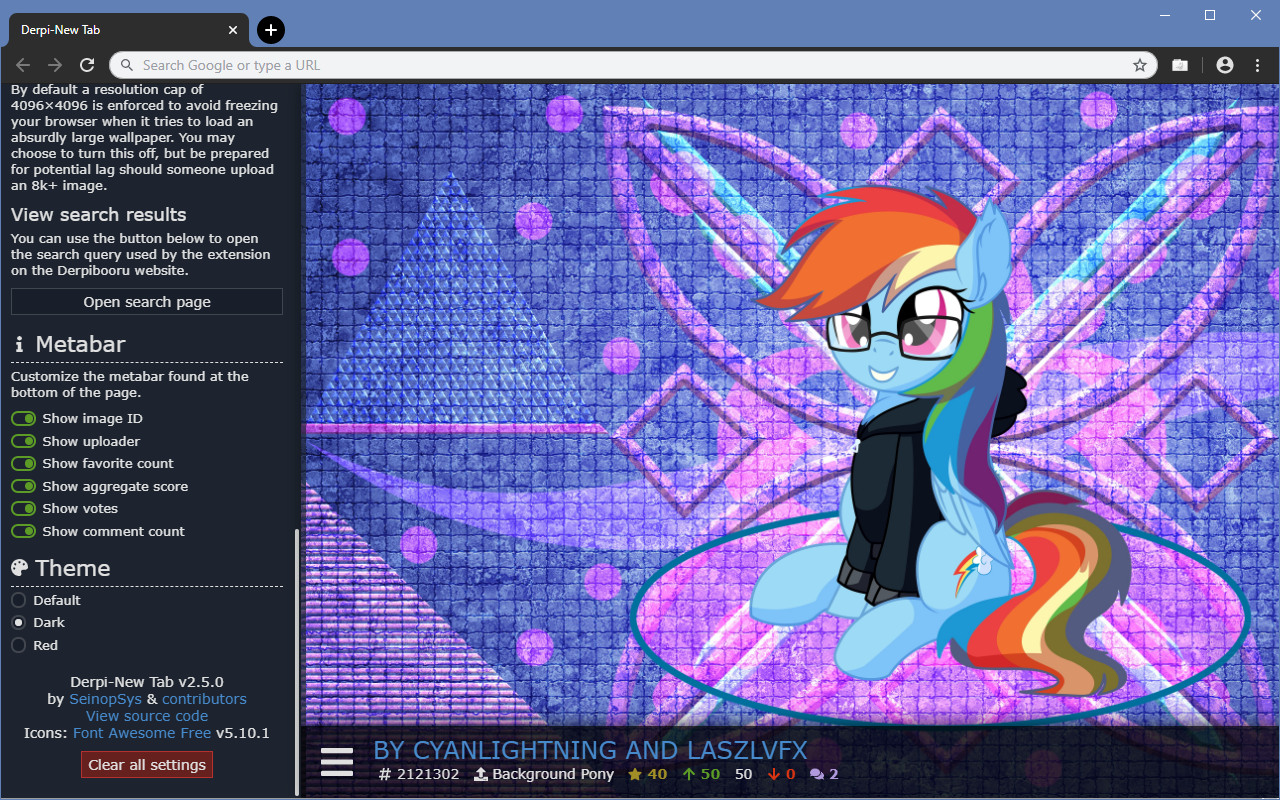 Derpi-New Tab
Search Google or type a URL
By default a resolution cap of
4096×4096 is enforced to avoid freezing
your browser when it tries to load an
absurdly large wallpaper. You may
choose to turn this off, but be prepared
for potential lag should someone upload
an 8k+ image.
View search results
You can use the button below to open
the search query used by the extension
on the Derpibooru website.
Open search page
Metabar
Customize the metabar found at the
bottom of the page.
Show image ID
Show uploader
Show favorite count
Show aggregate score
Show votes
Show comment count
Theme
Default
Dark
Red
Derpi-New Tab v2.5.0
by SeinopSys & contributors
View source code
Icons: Font Awesome Free v5.10.1
Clear all settings
BY CYANLIGHTNING AND LASZLVFX
# 2121302 Background Pony 40 50 50 0 2